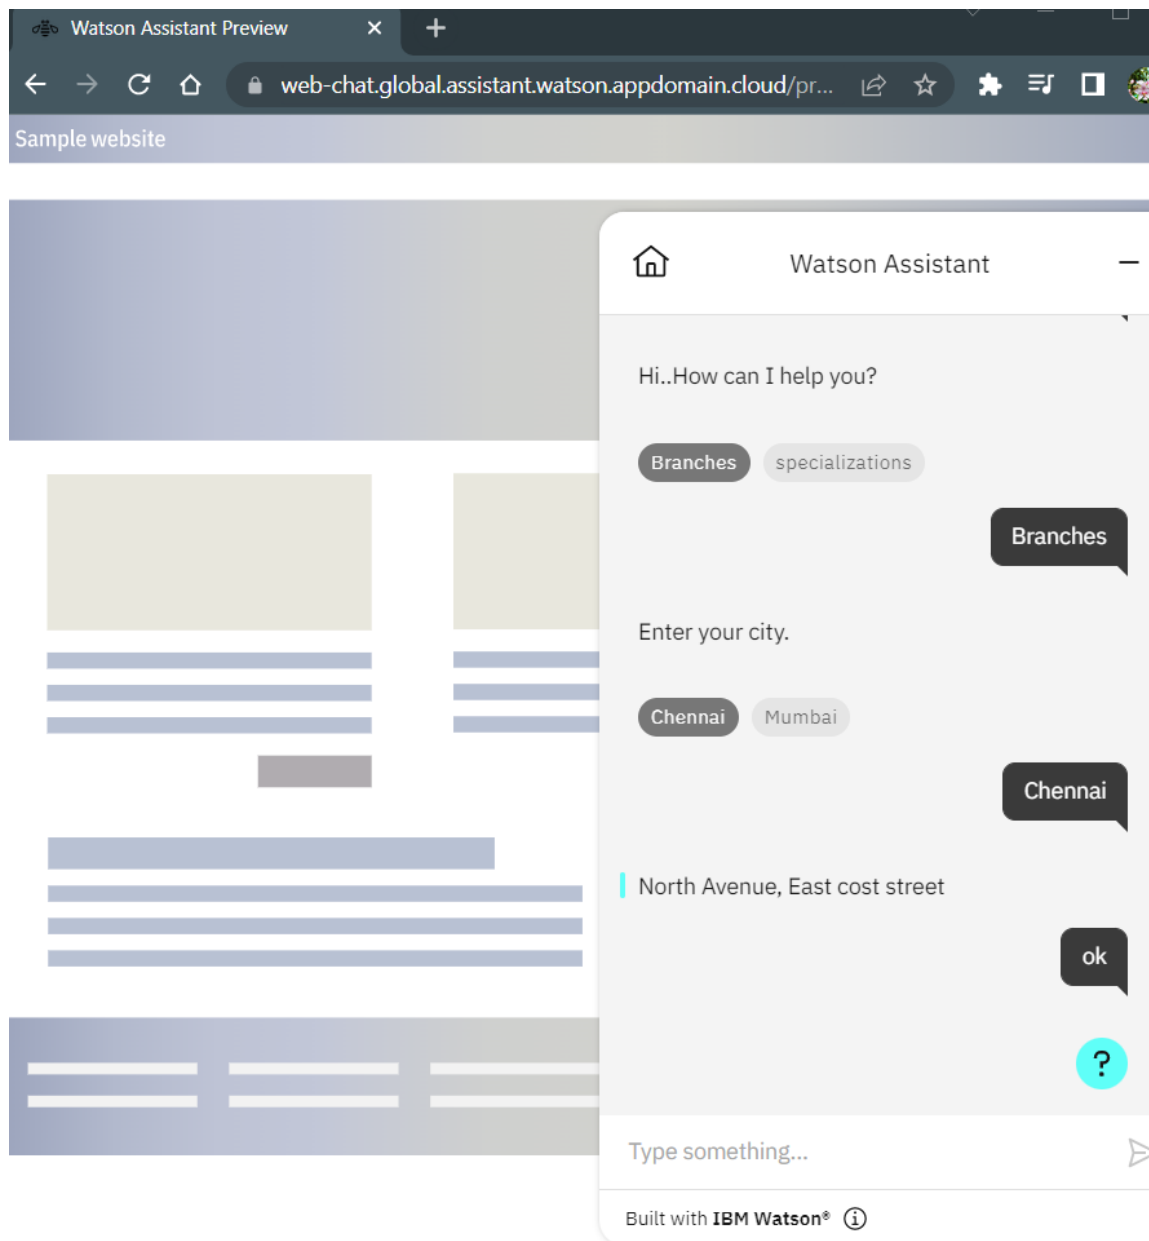 Watson Assistant Preview
web-chat.global.assistant.watson.appdomain.cloud/pr...
Sample website
Watson Assistant
Hi..How can I help you?
Branches specializations
Branches
Enter your city.
Chennai Mumbai
Chennai
North Avenue, East cost street
ok
?
Type something...
Built with IBM Watson®